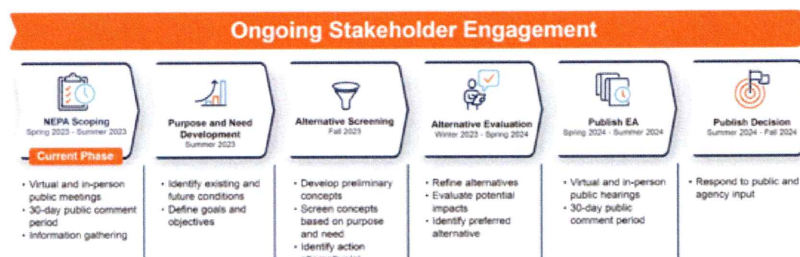 Ongoing Stakeholder Engagement
NEPA Scoping
Spring 2023 - Summer 2023
Current Phase
• Virtual and in-person
public meetings
• 30-day public comment
period
• Information gathering
Purpose and Need
Development
Summer 2023
• Identify existing and
future conditions
• Define goals and
objectives
Alternative Screening
Fall 2023
• Develop preliminary
concepts
• Screen concepts
based on purpose
and need
• Identify action
Alternative Evaluation
Winter 2023 - Spring 2024
• Refine alternatives
• Evaluate potential
impacts
• Identify preferred
alternative
Publish EA
Spring 2024 - Summer 2024
• Virtual and in-person
public hearings
• 30-day public
comment period
Publish Decision
Summer 2024 - Fall 2024
• Respond to public and
agency input